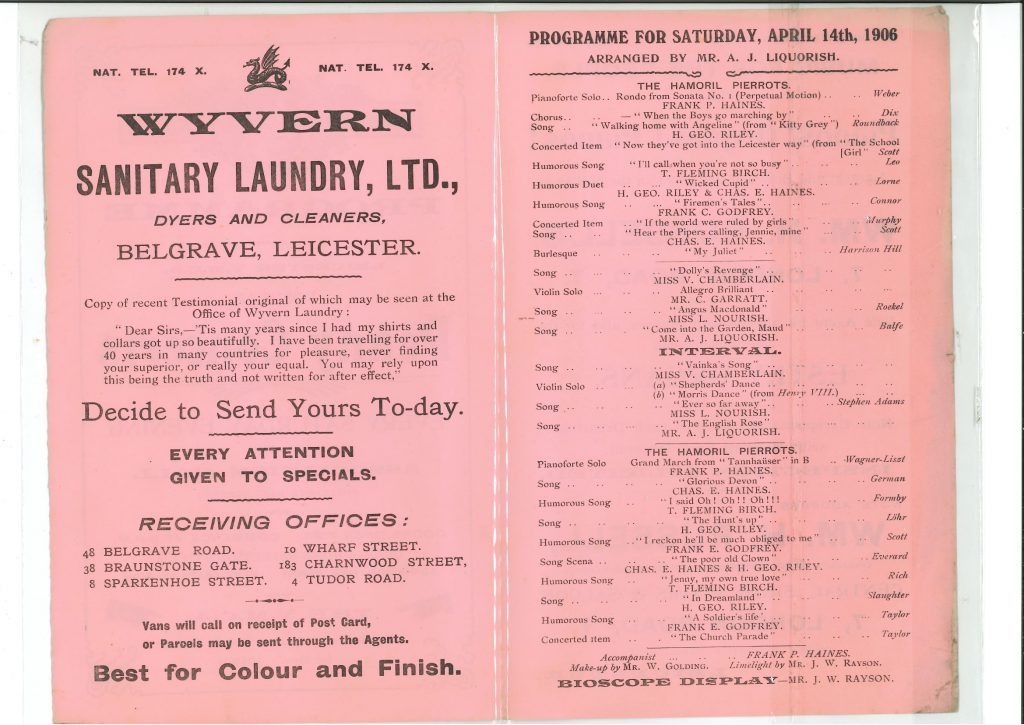 NAT. TEL. 174 X. NAT. TEL. 174 X.
WYVERN
SANITARY LAUNDRY, LTD.,
DYERS AND CLEANERS,
BELGRAVE, LEICESTER.
Copy of recent Testimonial original of which may be seen at the
Office of Wyvern Laundry :
"Dear Sirs,—'Tis many years since I had my shirts and
collars got up so beautifully. I have been travelling for over
40 years in many countries for pleasure, never finding
your superior, or really your equal. You may rely upon
this being the truth and not written for after effect,"
Decide to Send Yours To-day.
EVERY ATTENTION
GIVEN TO SPECIALS.
RECEIVING OFFICES :
48 BELGRAVE ROAD. 10 WHARF STREET.
38 BRAUNSTONE GATE. 183 CHARNWOOD STREET,
8 SPARKENHOE STREET. 4 TUDOR ROAD.
Vans will call on receipt of Post Card,
or Parcels may be sent through the Agents.
Best for Colour and Finish.
PROGRAMME FOR SATURDAY, APRIL 14th, 1906
ARRANGED BY MR. A. J. LIQUORISH.
THE HAMORIL PIERROTS.
Pianoforte Solo.. Rondo from Sonata No. 1 (Perpetual Motion) .. .. Weber
FRANK P. HAINES.
Chorus.. .. — "When the Boys go marching by" .. .. Dix
Song .. "Walking home with Angeline" (from "Kitty Grey") Roundback
H. GEO. RILEY.
Concerted Item "Now they've got into the Leicester way" (from "The School
[Girl" Scott
Humorous Song "I'll call when you're not so busy" .. .. Leo
T. FLEMING BIRCH.
Humorous Duet .. ... "Wicked Cupid" .. .. .. Lorne
H. GEO. RILEY & CHAS. E. HAINES.
Humorous Song .. ... "Firemen's Tales" .. .. .. Connor
FRANK C. GODFREY.
Concerted Item .. "If the world were ruled by girls" .. .. Murphy
Song .. .. "Hear the Pipers calling, Jennie, mine" .. .. Scott
CHAS. E. HAINES.
Burlesque .. .. ... "My Juliet" .. .. Harrison Hill
Song .. .. .. "Dolly's Revenge" .. .. .. ..
MISS V. CHAMBERLAIN.
Violin Solo ... .. Allegro Brilliant .. .. .. ..
MR. C. GARRATT.
Song .. .. .. "Angus Macdonald" .. .. .. Roekel
MISS L. NOURISH.
Song .. .. "Come into the Garden, Maud" .. .. Balfe
MR. A. J. LIQUORISH.
INTERVAL.
Song .. .. .. "Vainka's Song" .. .. .. ..
MISS V. CHAMBERLAIN.
Violin Solo .. (a) "Shepherds' Dance .. .. .. ..
(b) "Morris Dance" (from Henry VIII.) ... ..
Song .. .. .. "Ever so far away".. .. .. Stephen Adams
MISS L. NOURISH.
Song .. .. .. "The English Rose" .. .. .. ..
MR. A. J. LIQUORISH.
THE HAMORIL PIERROTS.
Pianoforte Solo Grand March from "Tannhaüser" in B .. Wagner-Liszt
FRANK P. HAINES.
Song .. .. .. "Glorious Devon" .. .. .. German
CHAS. E. HAINES.
Humorous Song .. "I said Oh! Oh!! Oh!!! .. .. Formby
T. FLEMING BIRCH.
Song .. .. .. "The Hunt's up" .. .. .. Löhr
H. GEO. RILEY.
Humorous Song .. "I reckon he'll be much obliged to me" .. Scott
FRANK E. GODFREY.
Song Scena .. .. "The poor old Clown" .. .. Everard
CHAS. E. HAINES & H. GEO. RILEY.
Humorous Song .. "Jenny, my own true love" .. .. Rich
T. FLEMING BIRCH.
Song .. .. .. "In Dreamland" .. .. .. Slaughter
H. GEO. RILEY.
Humorous Song .. "A Soldier's life .. .. .. Taylor
FRANK E. GODFREY.
Concerted Item .. "The Church Parade" .. .. .. Taylor
Accompanist ... .. .. FRANK P. HAINES.
Make-up by MR. W. GOLDING. Limelight by MR. J. W. RAYSON.
BIOSCOPE DISPLAY—MR. J. W. RAYSON.